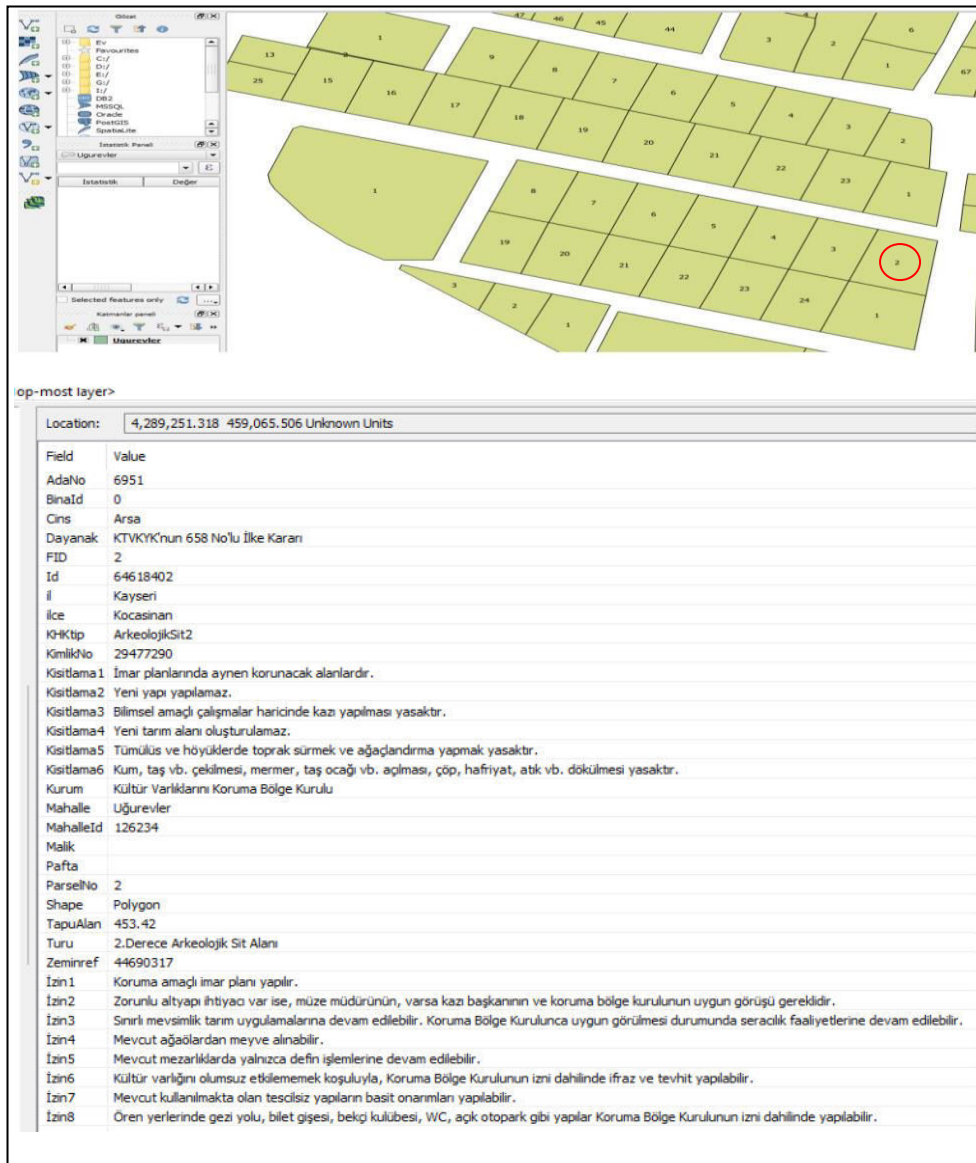 Gözat
Ev
Favourites
C:/
D:/
E:/
G:/
I:/
DB2
MSSQL
Oracle
PostGIS
SpatiaLite
İstatistik Paneli
Ugurevler
ε
İstatistik Değer
Selected features only
Katmanlar paneli
Ugurevler
47 46 45 44 4 3 2 6 1 67
13 1 2 9 8 7 6 5 4 3 2
25 15 16 17 18 19 20 21 22 23 1
1 8 7 6 5 4 3 2
19 20 21 22 23 24 1
3 2 1
op-most layer>
Location: 4,289,251.318 459,065.506 Unknown Units
Field Value
AdaNo 6951
BinaId 0
Cins Arsa
Dayanak KTVKYK'nun 658 No'lu İlke Kararı
FID 2
Id 64618402
il Kayseri
ilce Kocasinan
KHKtip ArkeolojikSit2
KimlikNo 29477290
Kisitlama1 İmar planlarında aynen korunacak alanlardır.
Kisitlama2 Yeni yapı yapılamaz.
Kisitlama3 Bilimsel amaçlı çalışmalar haricinde kazı yapılması yasaktır.
Kisitlama4 Yeni tarım alanı oluşturulamaz.
Kisitlama5 Tümülüs ve höyüklerde toprak sürmek ve ağaçlandırma yapmak yasaktır.
Kisitlama6 Kum, taş vb. çekilmesi, mermer, taş ocağı vb. açılması, çöp, hafriyat, atık vb. dökülmesi yasaktır.
Kurum Kültür Varlıklarını Koruma Bölge Kurulu
Mahalle Uğurevler
MahalleId 126234
Malik
Pafta
ParselNo 2
Shape Polygon
TapuAlan 453.42
Turu 2.Derece Arkeolojik Sit Alanı
Zeminref 44690317
İzin1 Koruma amaçlı imar planı yapılır.
İzin2 Zorunlu altyapı ihtiyacı var ise, müze müdürünün, varsa kazı başkanının ve koruma bölge kurulunun uygun görüşü gereklidir.
İzin3 Sınırlı mevsimlik tarım uygulamalarına devam edilebilir. Koruma Bölge Kurulunca uygun görülmesi durumunda seracılık faaliyetlerine devam edilebilir.
İzin4 Mevcut ağaölardan meyve alınabilir.
İzin5 Mevcut mezarlıklarda yalnızca defin işlemlerine devam edilebilir.
İzin6 Kültür varlığını olumsuz etkilememek koşuluyla, Koruma Bölge Kurulunun izni dahilinde ifraz ve tevhit yapılabilir.
İzin7 Mevcut kullanılmakta olan tescilsiz yapıların basit onarımları yapılabilir.
İzin8 Ören yerlerinde gezi yolu, bilet gişesi, bekçi kulübesi, WC, açık otopark gibi yapılar Koruma Bölge Kurulunun izni dahilinde yapılabilir.